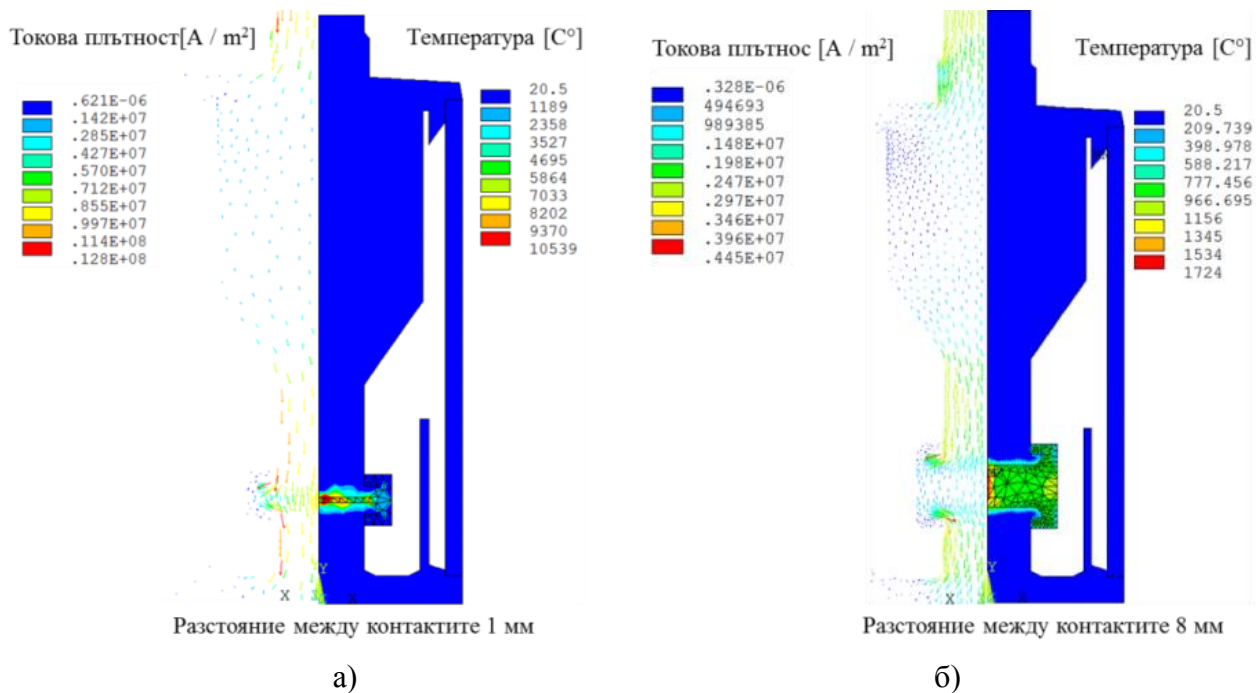 Токова плътност[A / m²]
Температура [C°]
.621E-06
.142E+07
.285E+07
.427E+07
.570E+07
.712E+07
.855E+07
.997E+07
.114E+08
.128E+08
20.5
1189
2358
3527
4695
5864
7033
8202
9370
10539
Y
X
X
Разстояние между контактите 1 мм
а)
Токова плътнос [A / m²]
Температура [C°]
.328E-06
494693
989385
.148E+07
.198E+07
.247E+07
.297E+07
.346E+07
.396E+07
.445E+07
20.5
209.739
398.978
588.217
777.456
966.695
1156
1345
1534
1724
Y
X
Разстояние между контактите 8 мм
б)